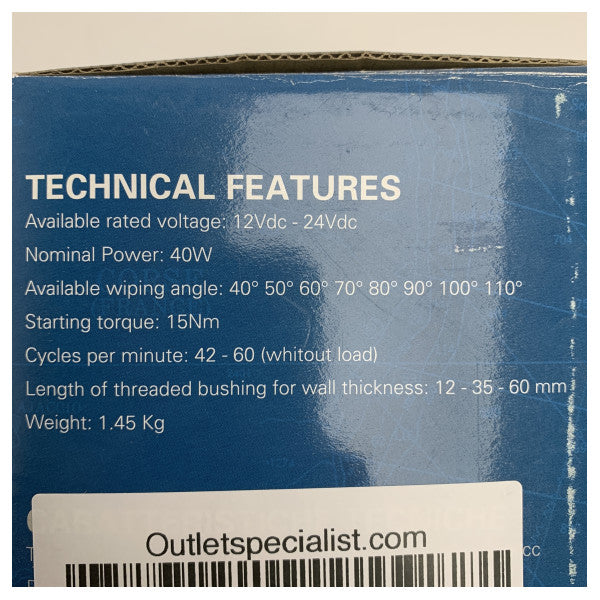 TECHNICAL FEATURES
Available rated voltage: 12Vdc - 24Vdc
Nominal Power: 40W
Available wiping angle: 40° 50° 60° 70° 80° 90° 100° 110°
Starting torque: 15Nm
Cycles per minute: 42 - 60 (whitout load)
Length of threaded bushing for wall thickness: 12 - 35 - 60 mm
Weight: 1.45 Kg
Outletspecialist.com